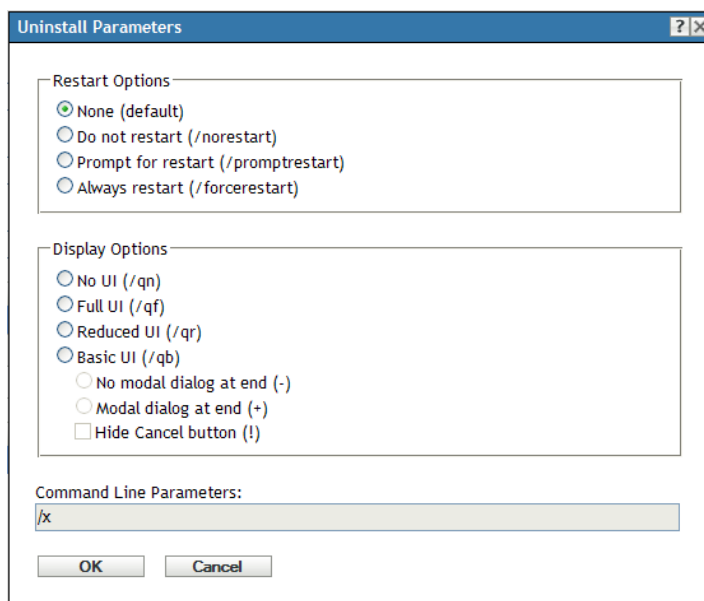 Uninstall Parameters
Restart Options
None (default)
Do not restart (/norestart)
Prompt for restart (/promptrestart)
Always restart (/forcerestart)
Display Options
No UI (/qn)
Full UI (/qf)
Reduced UI (/qr)
Basic UI (/qb)
No modal dialog at end (-)
Modal dialog at end (+)
Hide Cancel button (!)
Command Line Parameters:
/x
OK Cancel